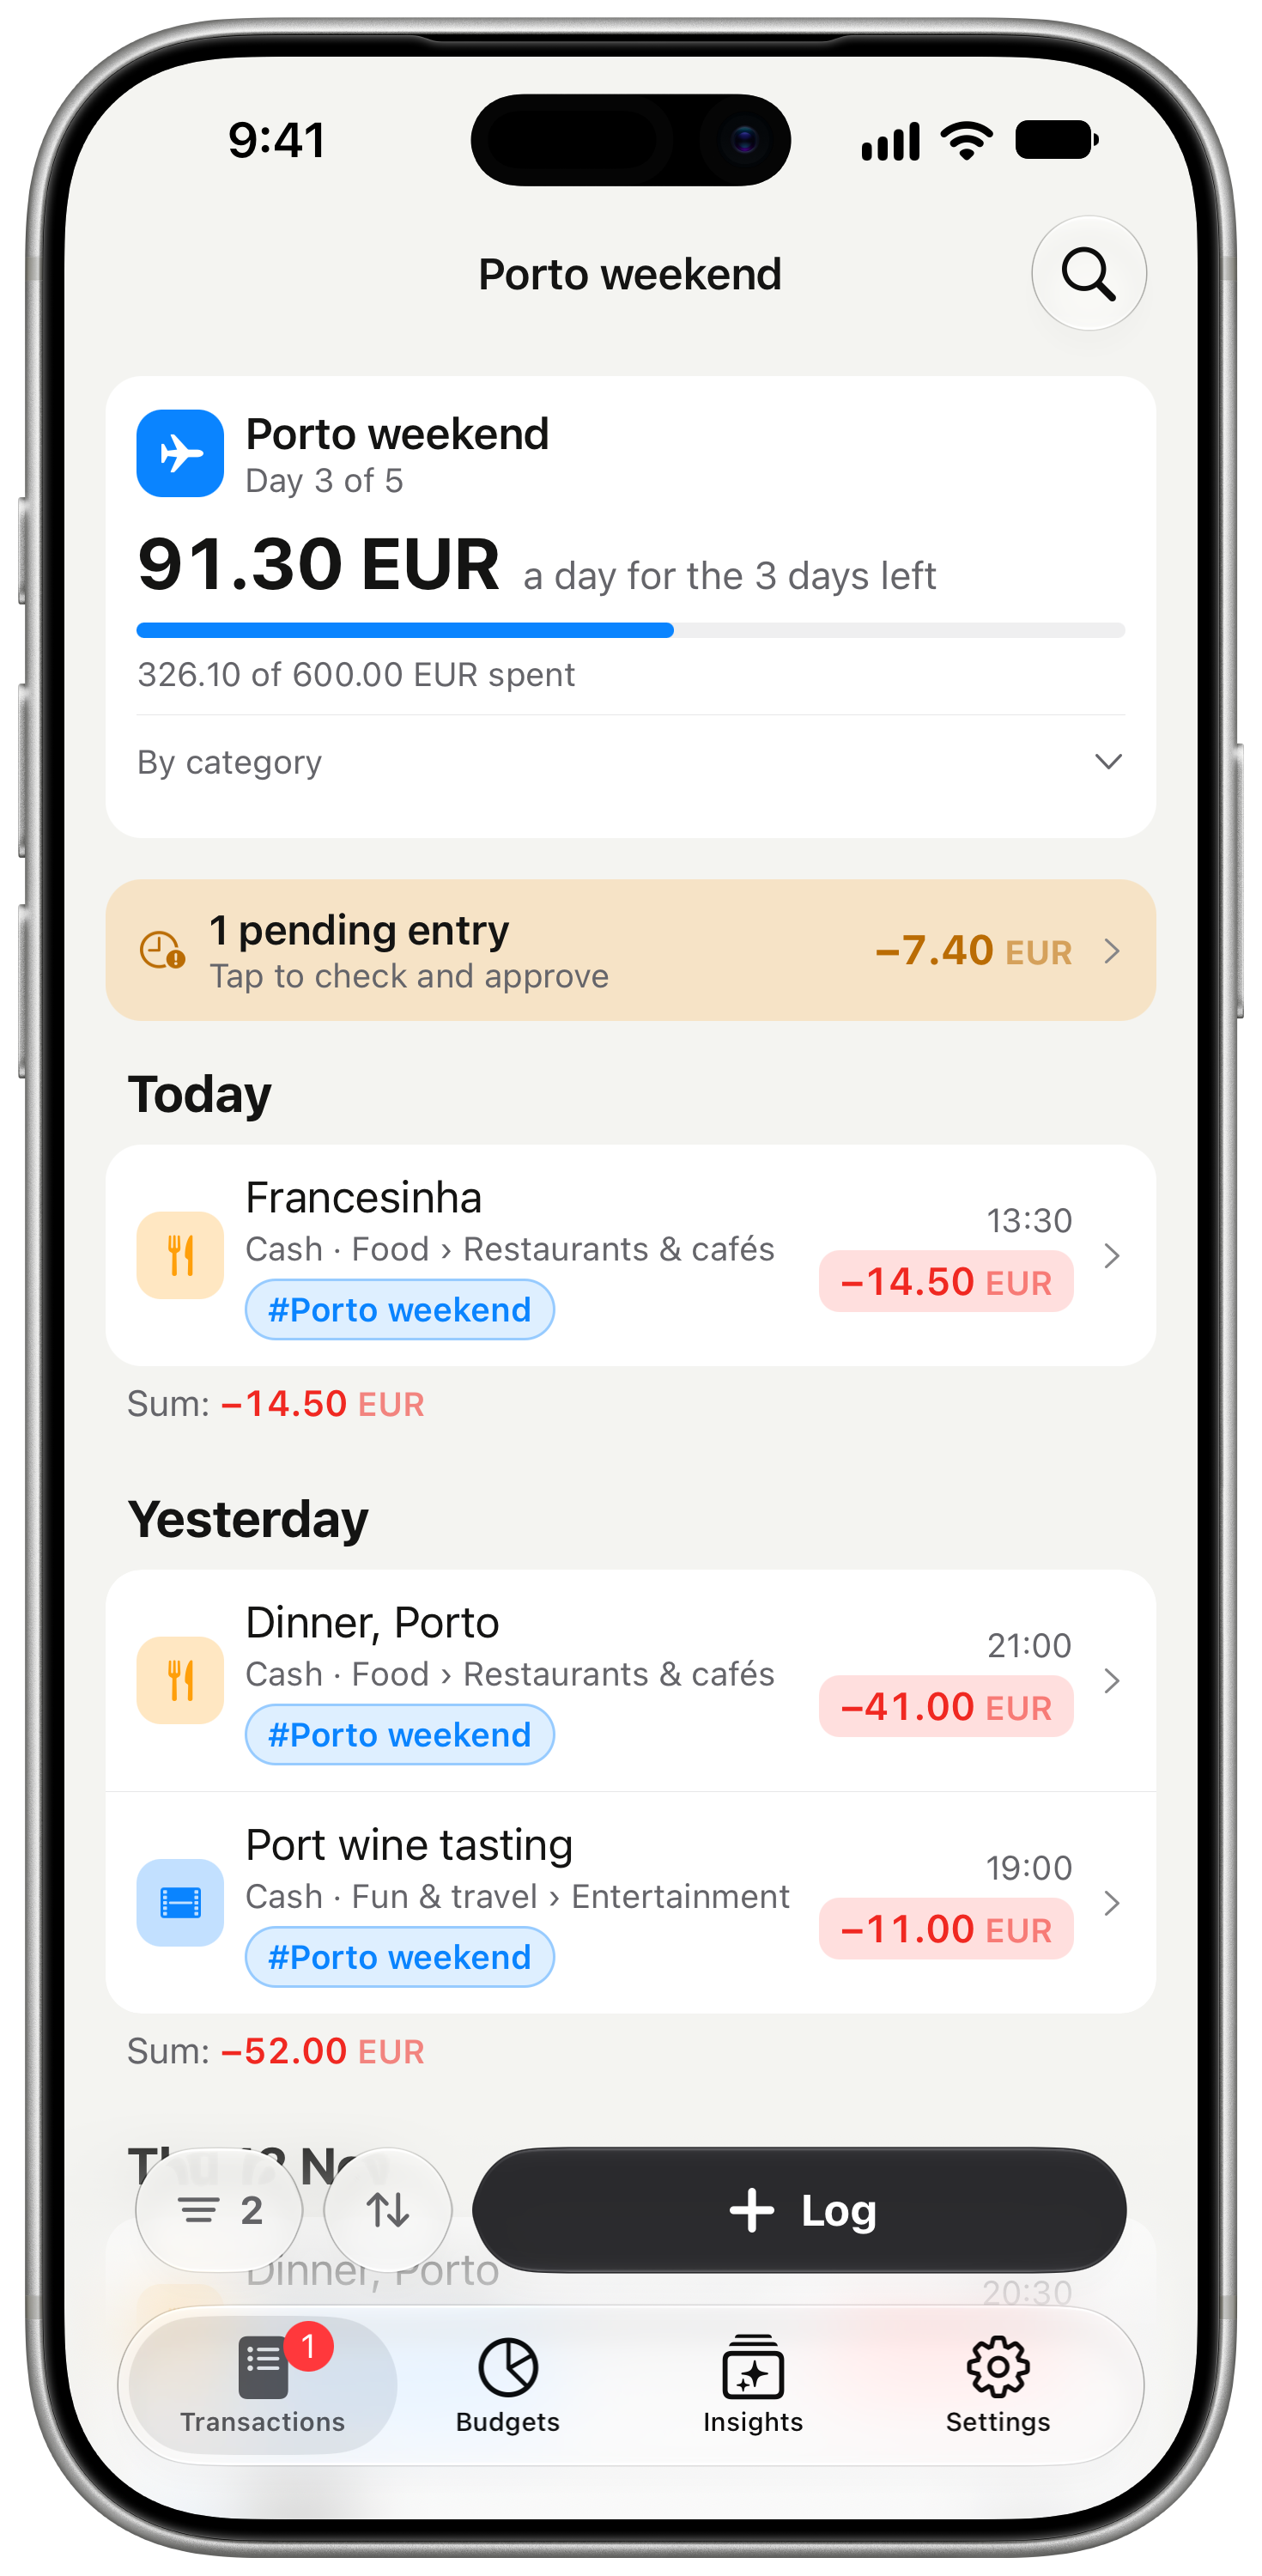 9:41
Porto weekend
Porto weekend
Day 3 of 5
91.30 EUR a day for the 3 days left
326.10 of 600.00 EUR spent
By category
1 pending entry
Tap to check and approve
−7.40 EUR
Today
Francesinha
Cash · Food › Restaurants & cafés
#Porto weekend
13:30
−14.50 EUR
Sum: −14.50 EUR
Yesterday
Dinner, Porto
Cash · Food › Restaurants & cafés
#Porto weekend
21:00
−41.00 EUR
Port wine tasting
Cash · Fun & travel › Entertainment
#Porto weekend
19:00
−11.00 EUR
Sum: −52.00 EUR
2
+ Log
Dinner, Porto
20:30
1
Transactions
Budgets
Insights
Settings